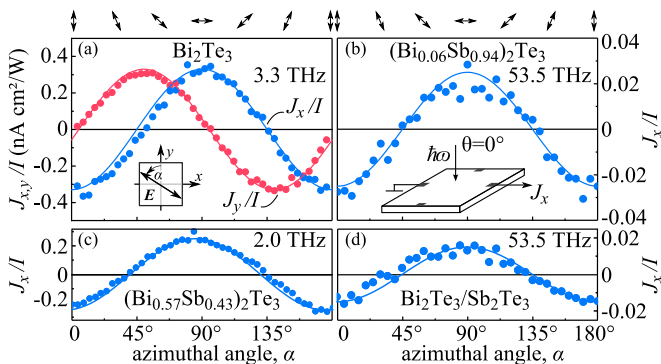 (a) Bi2Te3
3.3 THz
Jx/I
Jy/I
y
x
α
E
Jx,y /I (nA cm²/W)
0.4
0.2
0
-0.2
-0.4
(b) (Bi0.06Sb0.94)2Te3
53.5 THz
ħω
θ=0°
Jx
0.04
0.02
0
-0.02
-0.04
Jx/I
(c)
2.0 THz
(Bi0.57Sb0.43)2Te3
Jx/I
0.2
0
-0.2
(d)
53.5 THz
Bi2Te3/Sb2Te3
0.02
0
-0.02
Jx/I
0 45° 90° 135°
azimuthal angle, α
0 45° 90° 135° 180°
azimuthal angle, α